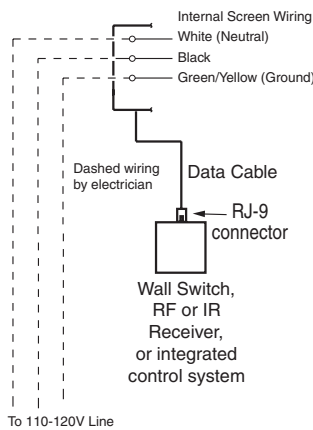 Internal Screen Wiring
White (Neutral)
Black
Green/Yellow (Ground)
Dashed wiring
by electrician
Data Cable
RJ-9
connector
Wall Switch,
RF or IR
Receiver,
or integrated
control system
To 110-120V Line